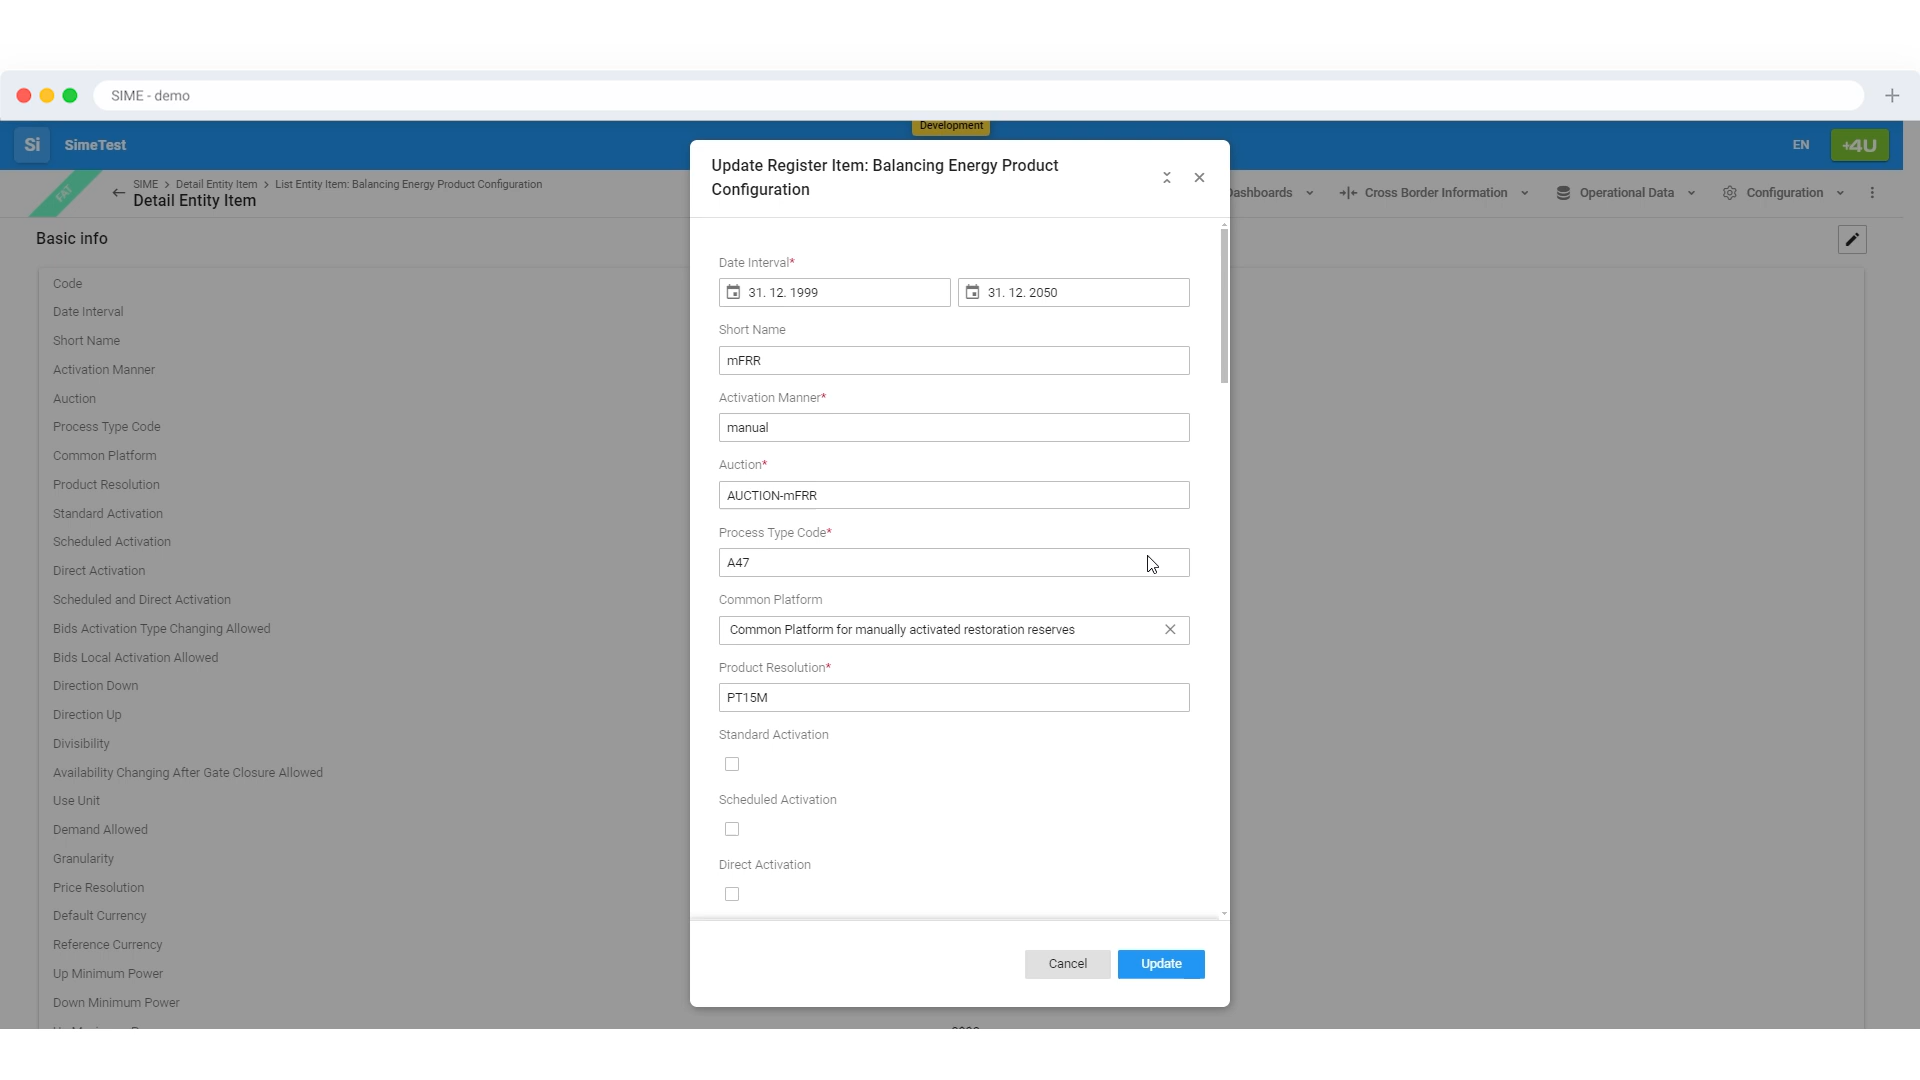 SIME - demo
Si
SimeTest
Development
EN
+4U
FAT
SIME > Detail Entity Item > List Entity Item: Balancing Energy Product Configuration
Detail Entity Item
Dashboards
Cross Border Information
Operational Data
Configuration
Basic info
Code
Date Interval
Short Name
Activation Manner
Auction
Process Type Code
Common Platform
Product Resolution
Standard Activation
Scheduled Activation
Direct Activation
Scheduled and Direct Activation
Bids Activation Type Changing Allowed
Bids Local Activation Allowed
Direction Down
Direction Up
Divisibility
Availability Changing After Gate Closure Allowed
Use Unit
Demand Allowed
Granularity
Price Resolution
Default Currency
Reference Currency
Up Minimum Power
Down Minimum Power
Update Register Item: Balancing Energy Product
Configuration
Date Interval*
31. 12. 1999
31. 12. 2050
Short Name
mFRR
Activation Manner*
manual
Auction*
AUCTION-mFRR
Process Type Code*
A47
Common Platform
Common Platform for manually activated restoration reserves
Product Resolution*
PT15M
Standard Activation
Scheduled Activation
Direct Activation
Cancel
Update